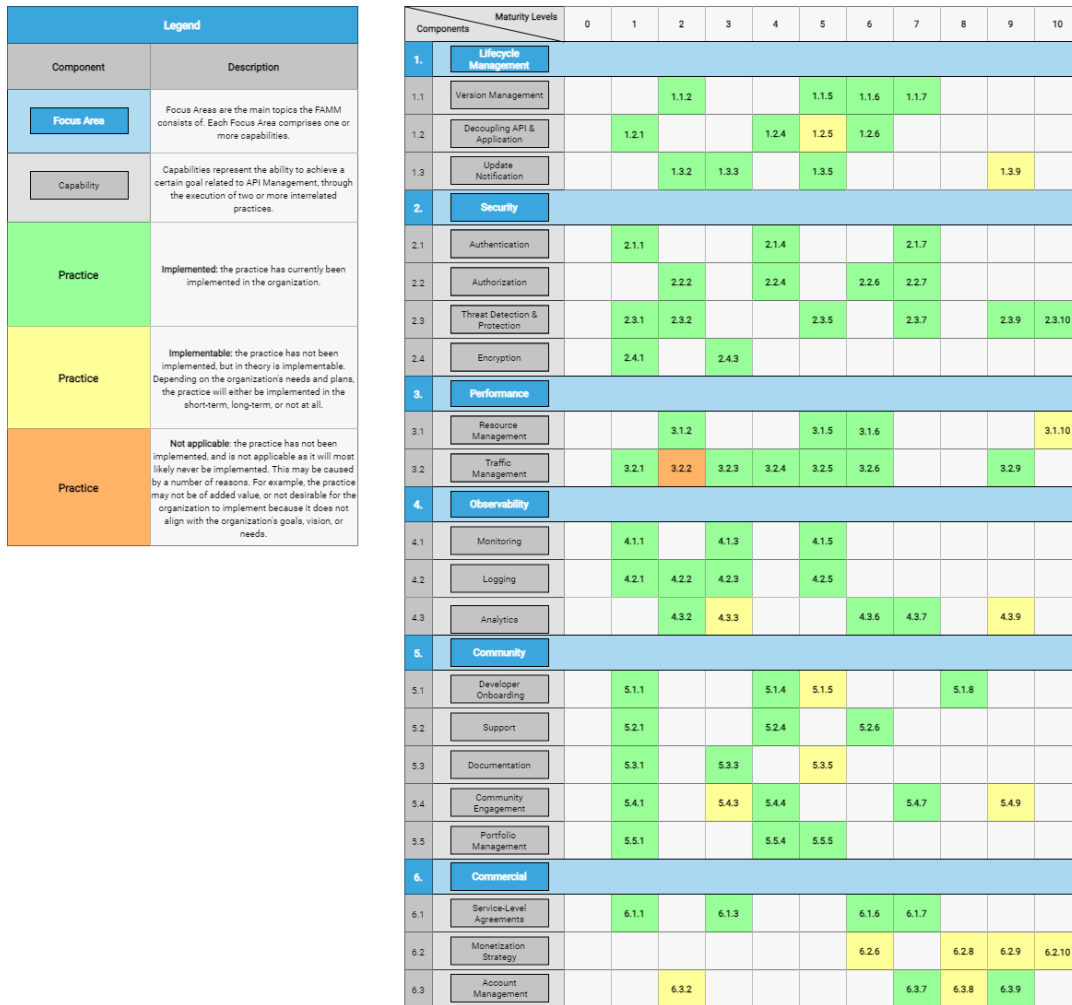 Legend
Component Description
Focus Area
Focus Areas are the main topics the FAMM
consists of. Each Focus Area comprises one or
more capabilities.
Capability
Capabilities represent the ability to achieve a
certain goal related to API Management, through
the execution of two or more interrelated
practices.
Practice
Implemented: the practice has currently been
implemented in the organization.
Practice
Implementable: the practice has not been
implemented, but in theory is implementable.
Depending on the organization's needs and plans,
the practice will either be implemented in the
short-term, long-term, or not at all.
Practice
Not applicable: the practice has not been
implemented, and is not applicable as it will most
likely never be implemented. This may be caused
by a number of reasons. For example, the practice
may not be of added value, or not desirable for the
organization to implement because it does not
align with the organization's goals, vision, or
needs.
Maturity Levels
Components
0 1 2 3 4 5 6 7 8 9 10
1. Lifecycle
Management
1.1 Version Management 1.1.2 1.1.5 1.1.6 1.1.7
1.2 Decoupling API &
Application 1.2.1 1.2.4 1.2.5 1.2.6
1.3 Update
Notification 1.3.2 1.3.3 1.3.5 1.3.9
2. Security
2.1 Authentication 2.1.1 2.1.4 2.1.7
2.2 Authorization 2.2.2 2.2.4 2.2.6 2.2.7
2.3 Threat Detection &
Protection 2.3.1 2.3.2 2.3.5 2.3.7 2.3.9 2.3.10
2.4 Encryption 2.4.1 2.4.3
3. Performance
3.1 Resource
Management 3.1.2 3.1.5 3.1.6 3.1.10
3.2 Traffic
Management 3.2.1 3.2.2 3.2.3 3.2.4 3.2.5 3.2.6 3.2.9
4. Observability
4.1 Monitoring 4.1.1 4.1.3 4.1.5
4.2 Logging 4.2.1 4.2.2 4.2.3 4.2.5
4.3 Analytics 4.3.2 4.3.3 4.3.6 4.3.7 4.3.9
5. Community
5.1 Developer
Onboarding 5.1.1 5.1.4 5.1.5 5.1.8
5.2 Support 5.2.1 5.2.4 5.2.6
5.3 Documentation 5.3.1 5.3.3 5.3.5
5.4 Community
Engagement 5.4.1 5.4.3 5.4.4 5.4.7 5.4.9
5.5 Portfolio
Management 5.5.1 5.5.4 5.5.5
6. Commercial
6.1 Service-Level
Agreements 6.1.1 6.1.3 6.1.6 6.1.7
6.2 Monetization
Strategy 6.2.6 6.2.8 6.2.9 6.2.10
6.3 Account
Management 6.3.2 6.3.7 6.3.8 6.3.9